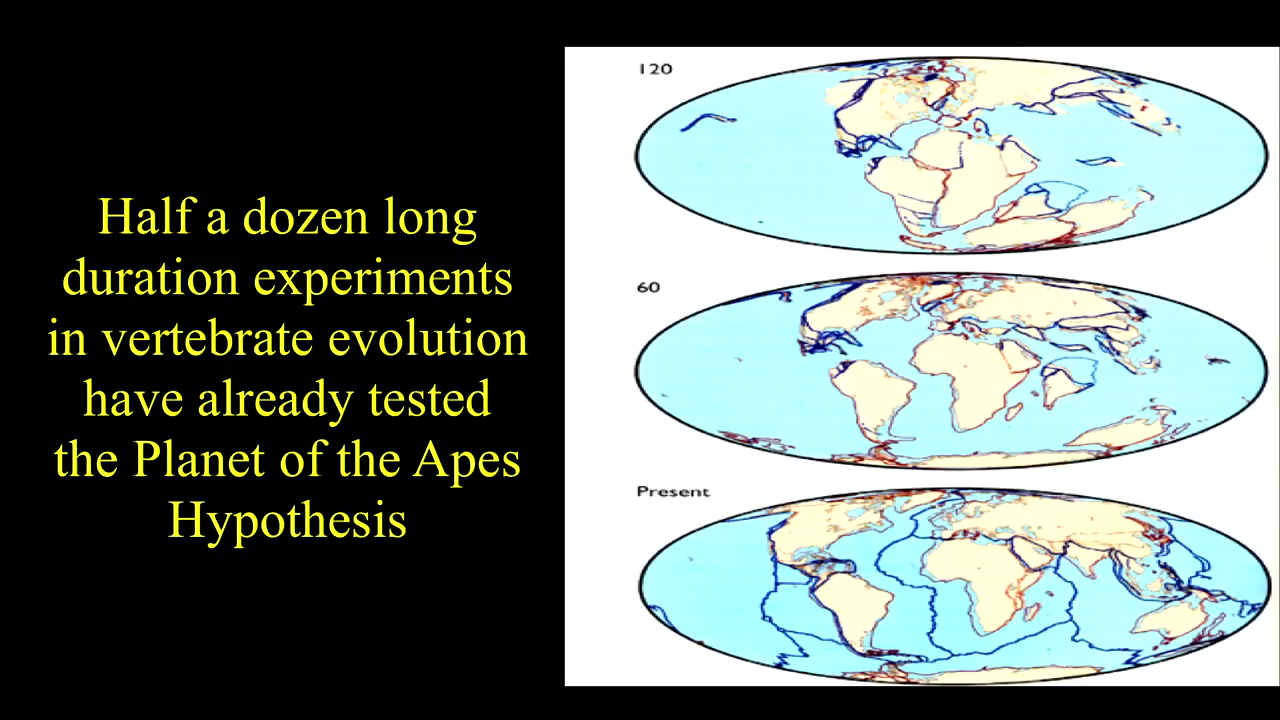 Half a dozen long
duration experiments
in vertebrate evolution
have already tested
the Planet of the Apes
Hypothesis
120
60
Present